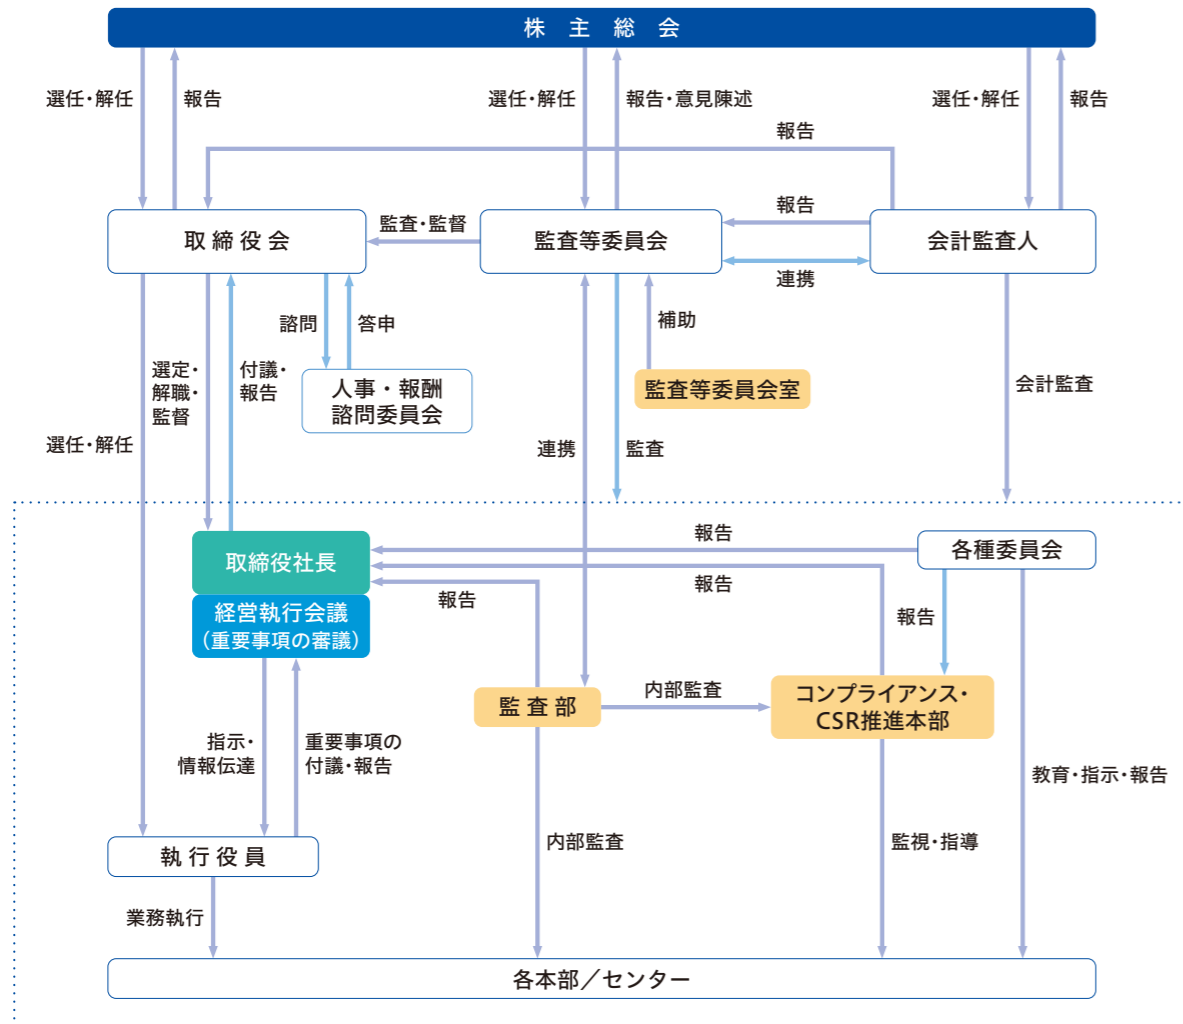 株主総会
選任・解任
報告
選任・解任
報告・意見陳述
選任・解任
報告
報告
取締役会
監査・監督
監査等委員会
報告
連携
会計監査人
諮問
答申
補助
選定・
解職・
監督
付議・
報告
人事・報酬
諮問委員会
監査等委員会室
会計監査
選任・解任
連携
監査
取締役社長
報告
各種委員会
報告
報告
経営執行会議
（重要事項の審議）
報告
監査部
内部監査
コンプライアンス・
CSR推進本部
指示・
情報伝達
重要事項の
付議・報告
教育・指示・報告
執行役員
内部監査
監視・指導
業務執行
各本部／センター